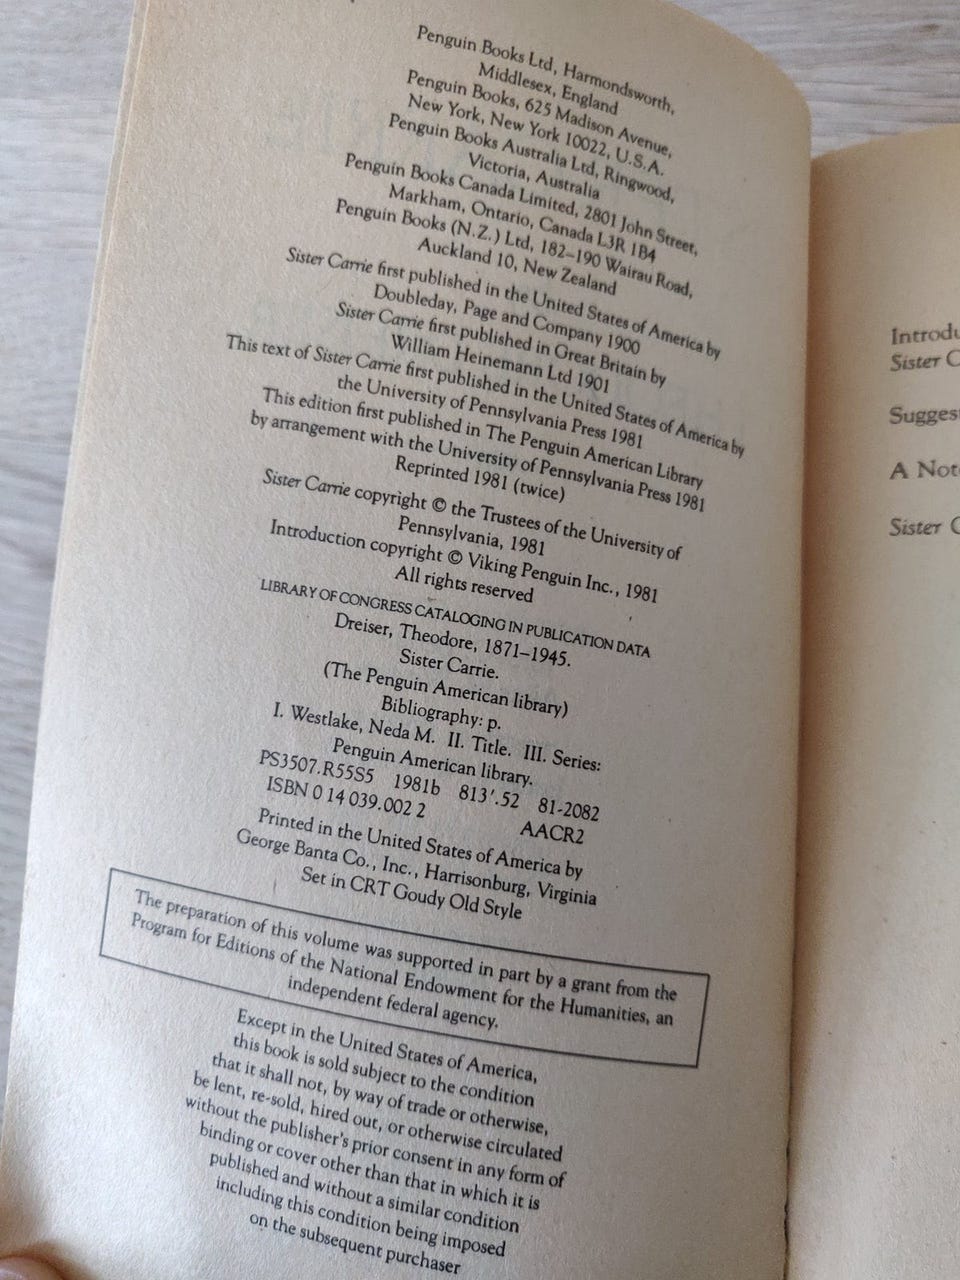 Penguin Books Ltd, Harmondsworth,
Middlesex, England
Penguin Books, 625 Madison Avenue,
New York, New York 10022, U.S.A.
Penguin Books Australia Ltd, Ringwood,
Victoria, Australia
Penguin Books Canada Limited, 2801 John Street,
Markham, Ontario, Canada L3R 1B4
Penguin Books (N.Z.) Ltd, 182–190 Wairau Road,
Auckland 10, New Zealand
Sister Carrie first published in the United States of America by
Doubleday, Page and Company 1900
Sister Carrie first published in Great Britain by
William Heinemann Ltd 1901
This text of Sister Carrie first published in the United States of America by
the University of Pennsylvania Press 1981
This edition first published in The Penguin American Library
by arrangement with the University of Pennsylvania Press 1981
Reprinted 1981 (twice)
Sister Carrie copyright © the Trustees of the University of
Pennsylvania, 1981
Introduction copyright © Viking Penguin Inc., 1981
All rights reserved
LIBRARY OF CONGRESS CATALOGING IN PUBLICATION DATA
Dreiser, Theodore, 1871–1945.
Sister Carrie.
(The Penguin American library)
Bibliography: p.
I. Westlake, Neda M. II. Title. III. Series:
Penguin American library.
PS3507.R55S5 1981b 813'.52 81-2082
ISBN 0 14 039.002 2 AACR2
Printed in the United States of America by
George Banta Co., Inc., Harrisonburg, Virginia
Set in CRT Goudy Old Style
The preparation of this volume was supported in part by a grant from the
Program for Editions of the National Endowment for the Humanities, an
independent federal agency.
Except in the United States of America,
this book is sold subject to the condition
that it shall not, by way of trade or otherwise,
be lent, re-sold, hired out, or otherwise circulated
without the publisher's prior consent in any form of
binding or cover other than that in which it is
published and without a similar condition
including this condition being imposed
on the subsequent purchaser
Introdu
Sister C
Sugges
A Not
Sister C